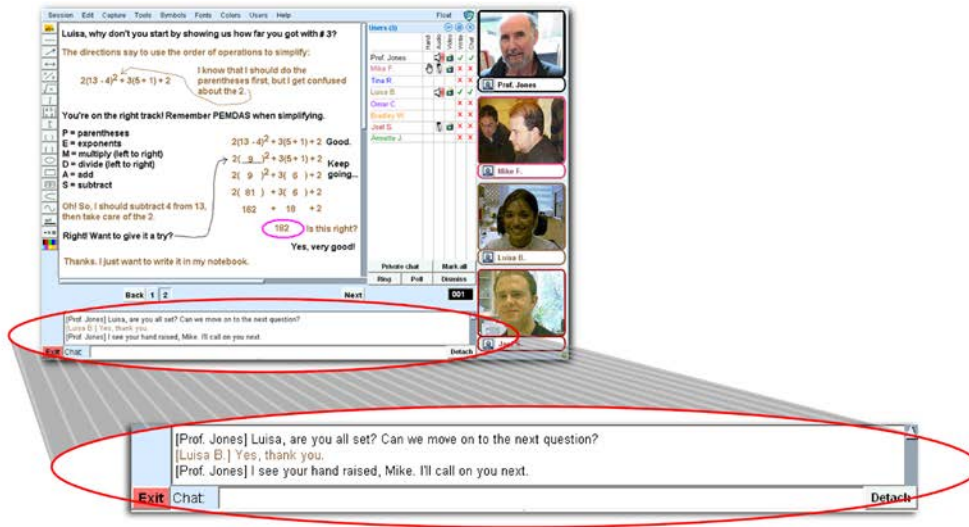 Session Edit Capture Tools Symbols Fonts Colors Users Help Float
Luisa, why don't you start by showing us how far you got with # 3?
The directions say to use the order of operations to simplify:
2(13 - 4)² + 3(5 + 1) + 2
I know that I should do the
parentheses first, but I get confused
about the 2.
You're on the right track! Remember PEMDAS when simplifying.
P = parentheses
E = exponents
M = multiply (left to right)
D = divide (left to right)
A = add
S = subtract
Oh! So, I should subtract 4 from 13,
then take care of the 2.
Right! Want to give it a try?
Thanks. I just want to write it in my notebook.
2(13 - 4)² + 3(5 + 1) + 2 Good.
2( 9 )² + 3(5 + 1) + 2
Keep
going...
2( 9 )² + 3( 6 ) + 2
2( 81 ) + 3( 6 ) + 2
162 + 18 + 2
182 Is this right?
Yes, very good!
Users (3)
Hand
Audio
Video
Write
Chat
Prof. Jones
Mike F.
Tina R.
Luisa B.
Omar C.
Bradley W.
Joel S.
Annette J.
Private chat Mark all
Ring Poll Dismiss
Back 1 2 Next 001
Prof. Jones
Mike F.
Luisa B.
[Prof. Jones] Luisa, are you all set? Can we move on to the next question?
[Luisa B.] Yes, thank you.
[Prof. Jones] I see your hand raised, Mike. I'll call on you next.
Exit Chat: Detach
[Prof. Jones] Luisa, are you all set? Can we move on to the next question?
[Luisa B.] Yes, thank you.
[Prof. Jones] I see your hand raised, Mike. I'll call on you next.
Exit Chat: Detach